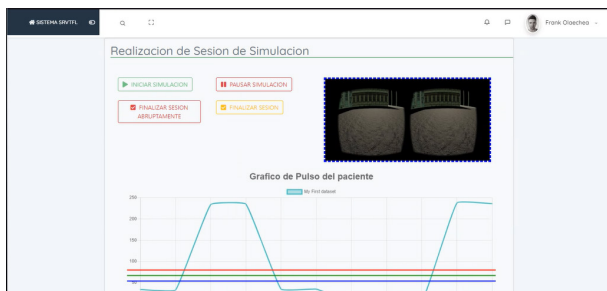 SISTEMA SRVTFL
Frank Olaechea
Realizacion de Sesion de Simulacion
INICIAR SIMULACION
PAUSAR SIMULACION
FINALIZAR SESION
ABRUPTAMENTE
FINALIZAR SESION
Grafico de Pulso del paciente
My First dataset
250
200
150
100
50